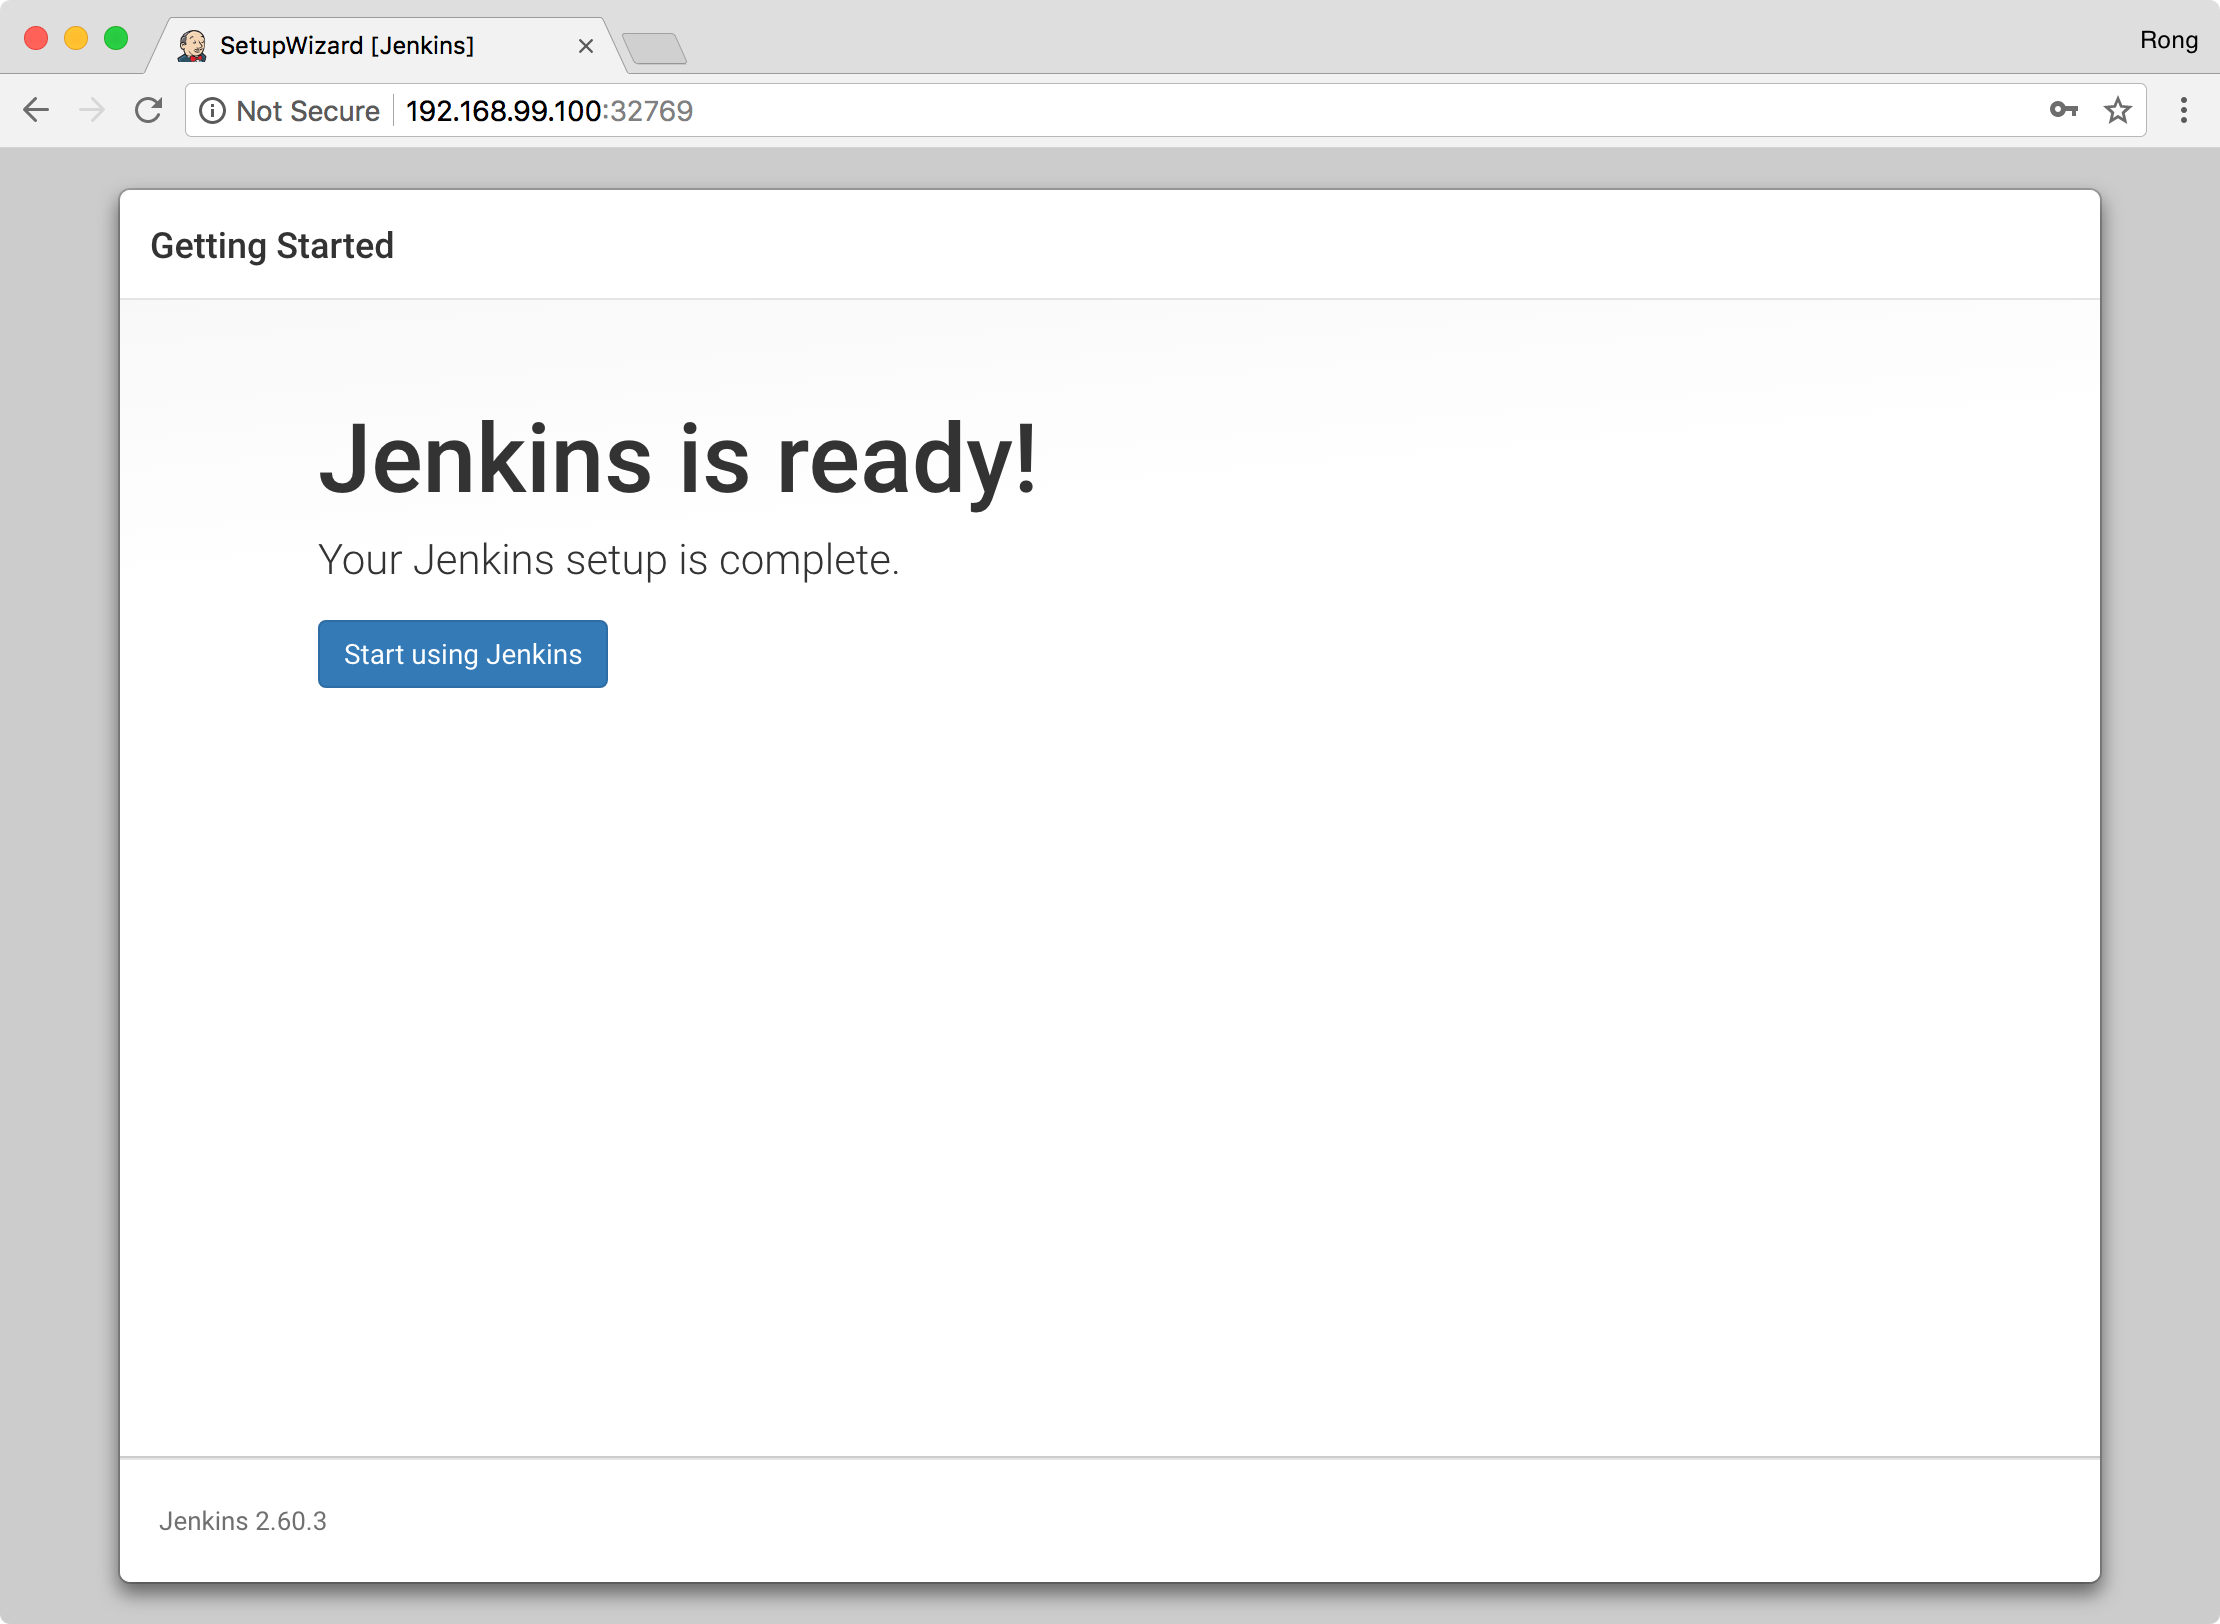 SetupWizard [Jenkins]
Rong
Not Secure
192.168.99.100:32769
Getting Started
Jenkins is ready!
Your Jenkins setup is complete.
Start using Jenkins
Jenkins 2.60.3